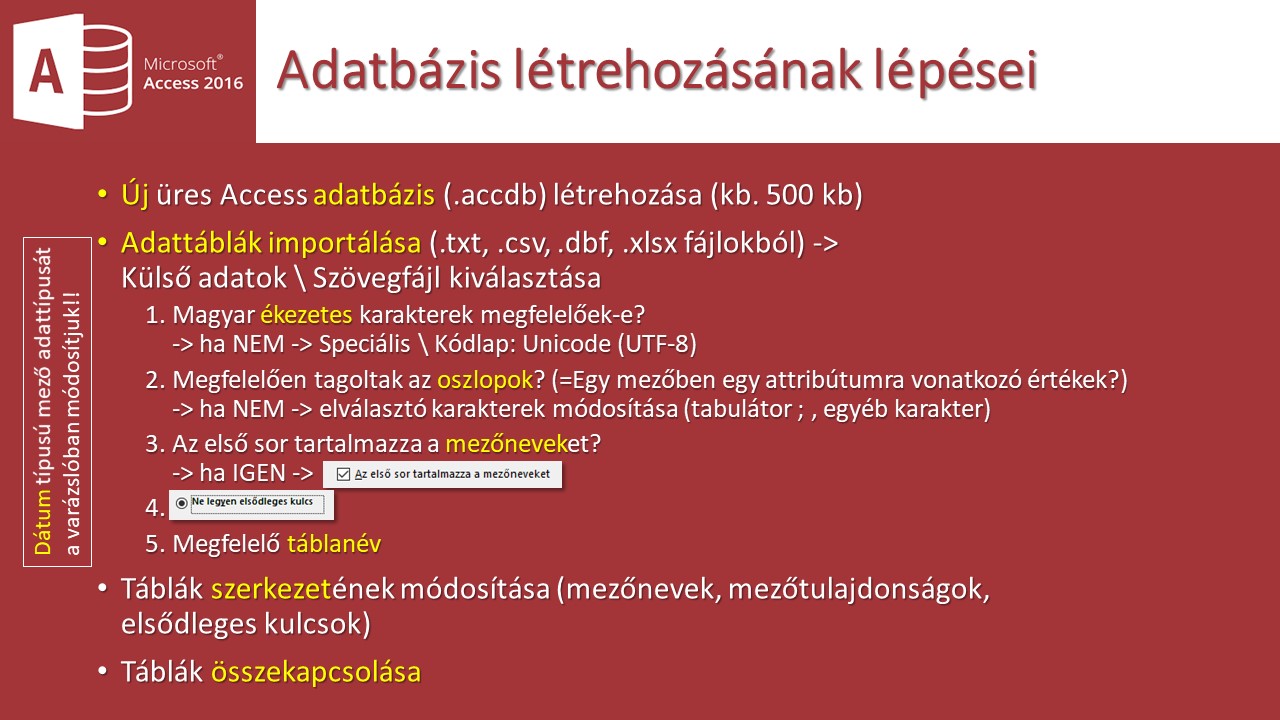 A
Microsoft®
Access 2016
Adatbázis létrehozásának lépései
• Új üres Access adatbázis (.accdb) létrehozása (kb. 500 kb)
• Adattáblák importálása (.txt, .csv, .dbf, .xlsx fájlokból) ->
Külső adatok \ Szövegfájl kiválasztása
1. Magyar ékezetes karakterek megfelelőek-e?
-> ha NEM -> Speciális \ Kódlap: Unicode (UTF-8)
2. Megfelelően tagoltak az oszlopok? (=Egy mezőben egy attribútumra vonatkozó értékek?)
-> ha NEM -> elválasztó karakterek módosítása (tabulátor ; , egyéb karakter)
3. Az első sor tartalmazza a mezőneveket?
-> ha IGEN -> Az első sor tartalmazza a mezőneveket
4. Ne legyen elsődleges kulcs
5. Megfelelő táblanév
• Táblák szerkezetének módosítása (mezőnevek, mezőtulajdonságok,
elsődleges kulcsok)
• Táblák összekapcsolása
Dátum típusú mező adattípusát
a varázslóban módosítjuk!!